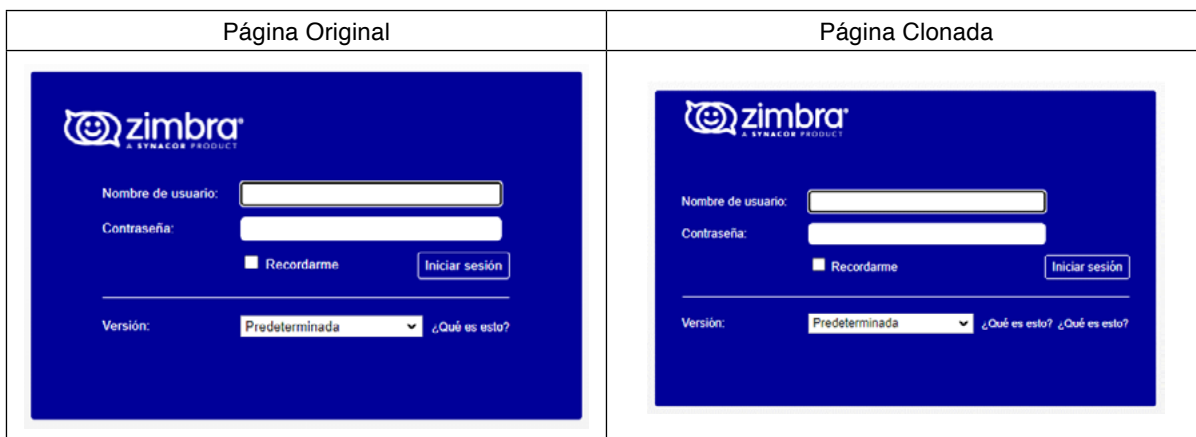 Página Original
Página Clonada
zimbra®
A SYNACOR PRODUCT
Nombre de usuario:
Contraseña:
Recordarme
Iniciar sesión
Versión:
Predeterminada
¿Qué es esto?
zimbra®
A SYNACOR PRODUCT
Nombre de usuario:
Contraseña:
Recordarme
Iniciar sesión
Versión:
Predeterminada
¿Qué es esto? ¿Qué es esto?